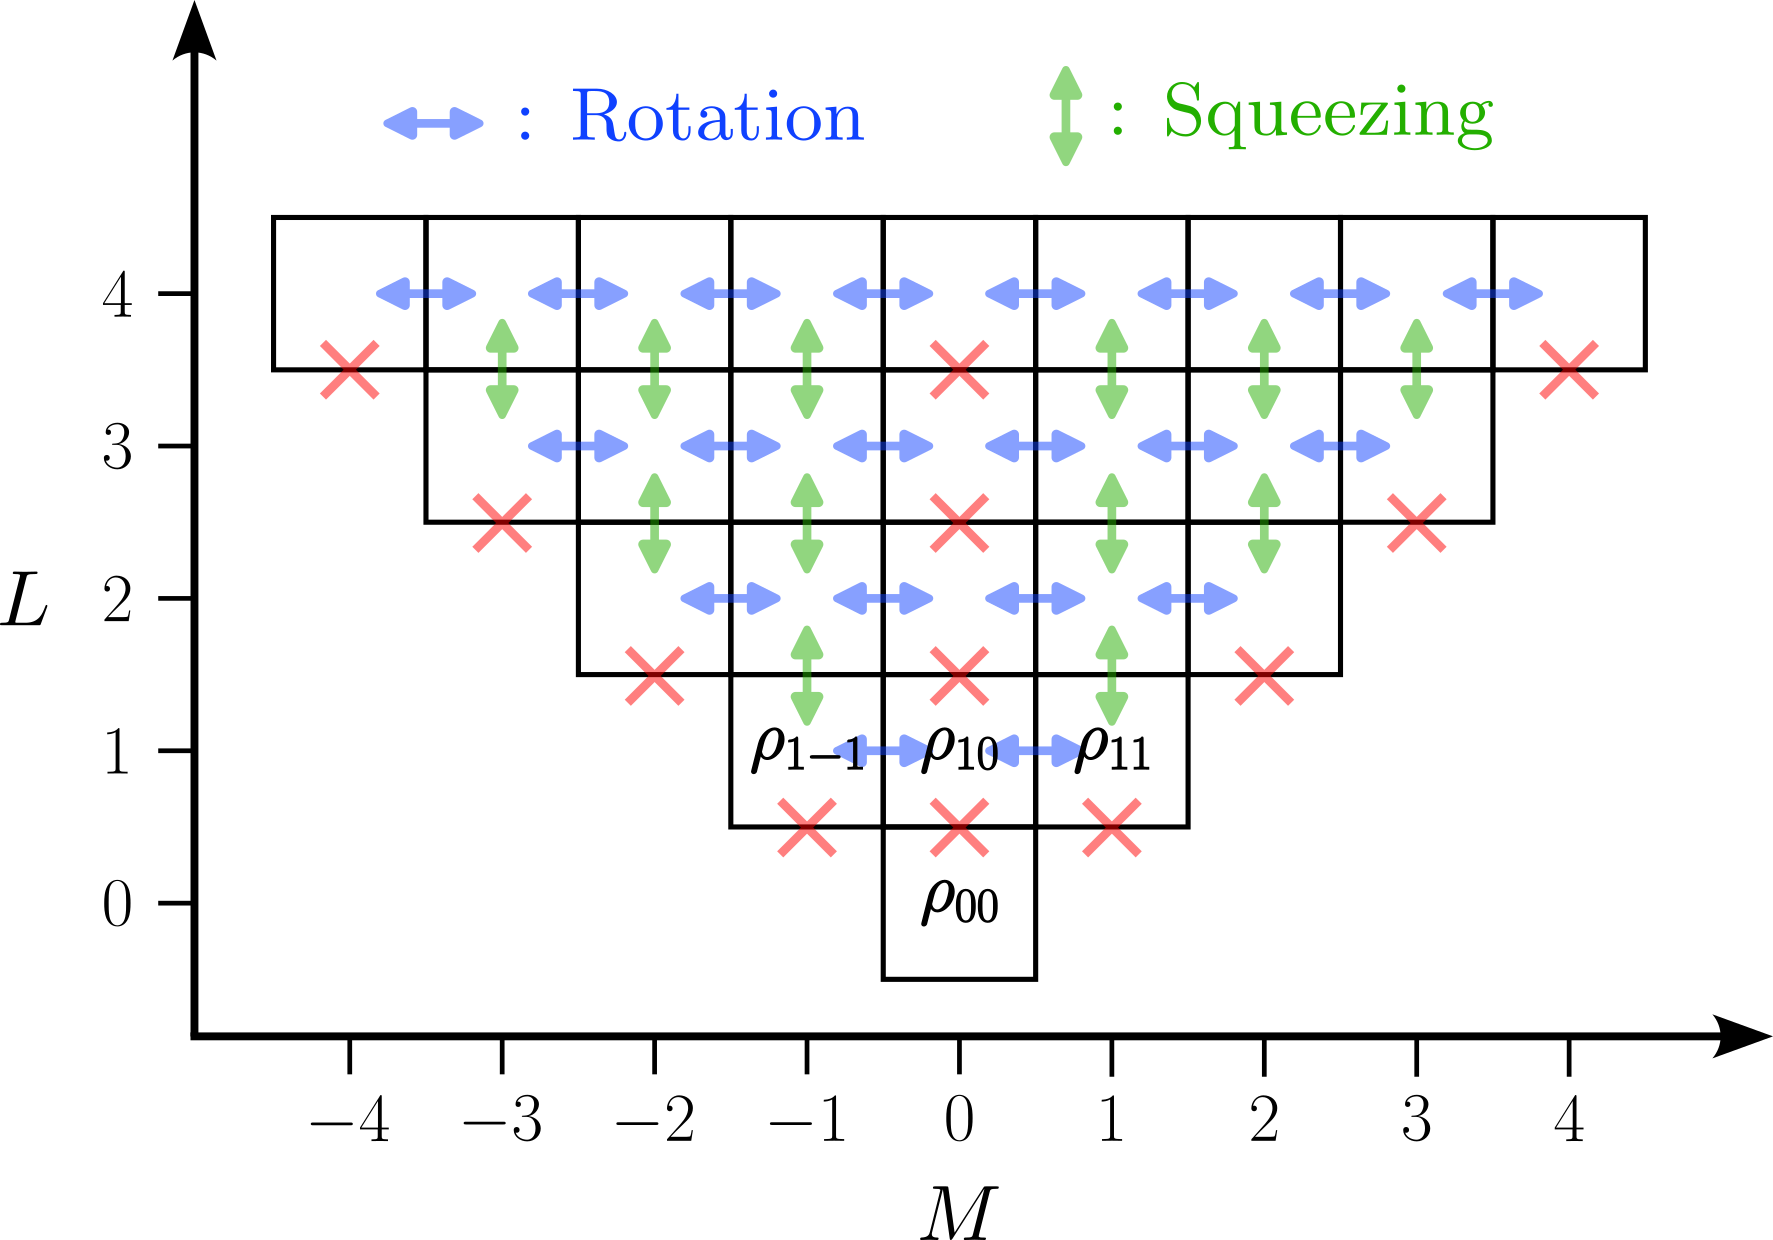 : Rotation
: Squeezing
4
3
L
2
1
ρ₁₋₁ ρ₁₀ ρ₁₁
0
ρ₀₀
−4 −3 −2 −1 0 1 2 3 4
M